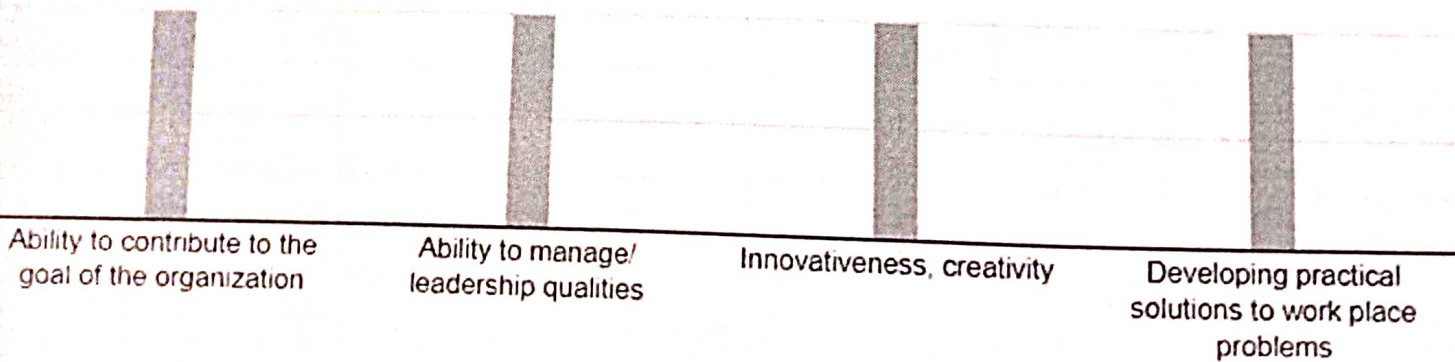 Ability to contribute to the
goal of the organization
Ability to manage/
leadership qualities
Innovativeness, creativity
Developing practical
solutions to work place
problems